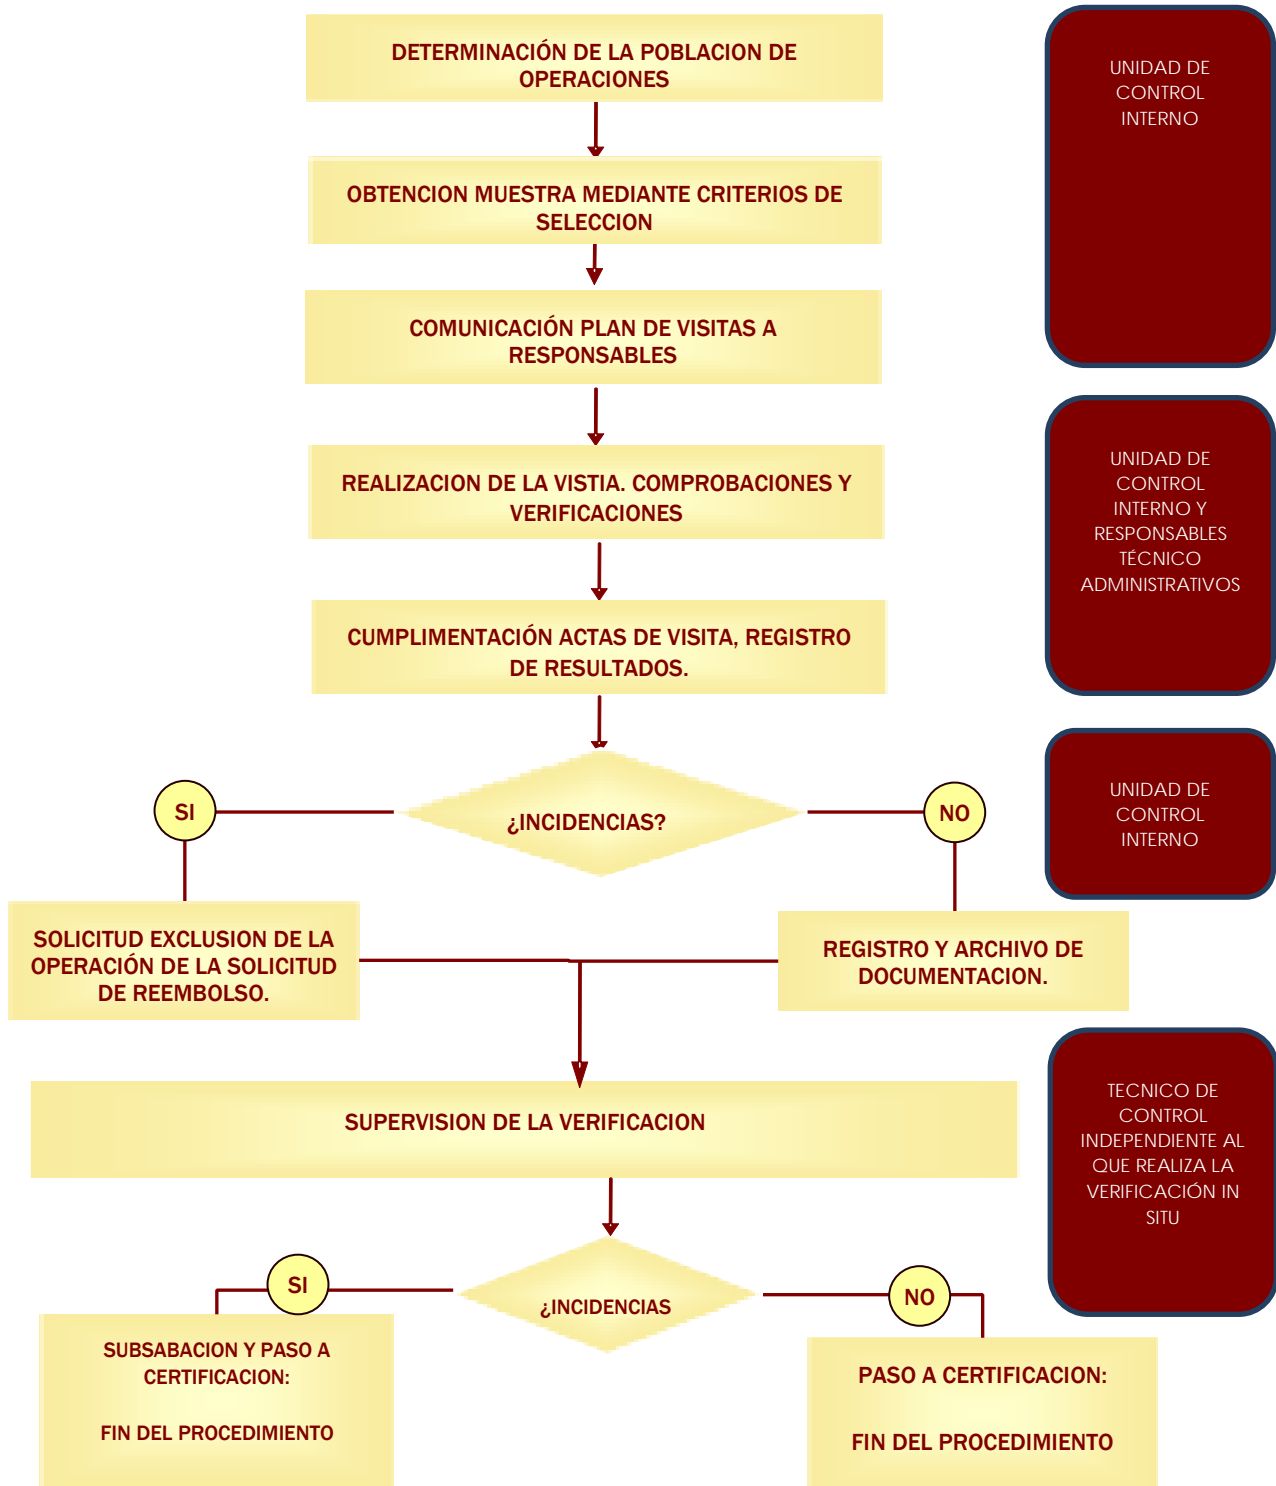 DETERMINACIÓN DE LA POBLACION DE
OPERACIONES
UNIDAD DE
CONTROL
INTERNO
OBTENCION MUESTRA MEDIANTE CRITERIOS DE
SELECCION
COMUNICACIÓN PLAN DE VISITAS A
RESPONSABLES
REALIZACION DE LA VISTIA. COMPROBACIONES Y
VERIFICACIONES
UNIDAD DE
CONTROL
INTERNO Y
RESPONSABLES
TÉCNICO
ADMINISTRATIVOS
CUMPLIMENTACIÓN ACTAS DE VISITA, REGISTRO
DE RESULTADOS.
SI
¿INCIDENCIAS?
NO
UNIDAD DE
CONTROL
INTERNO
SOLICITUD EXCLUSION DE LA
OPERACIÓN DE LA SOLICITUD
DE REEMBOLSO.
REGISTRO Y ARCHIVO DE
DOCUMENTACION.
SUPERVISION DE LA VERIFICACION
TECNICO DE
CONTROL
INDEPENDIENTE AL
QUE REALIZA LA
VERIFICACIÓN IN
SITU
SI
¿INCIDENCIAS
NO
SUBSABACION Y PASO A
CERTIFICACION:
FIN DEL PROCEDIMIENTO
PASO A CERTIFICACION:
FIN DEL PROCEDIMIENTO